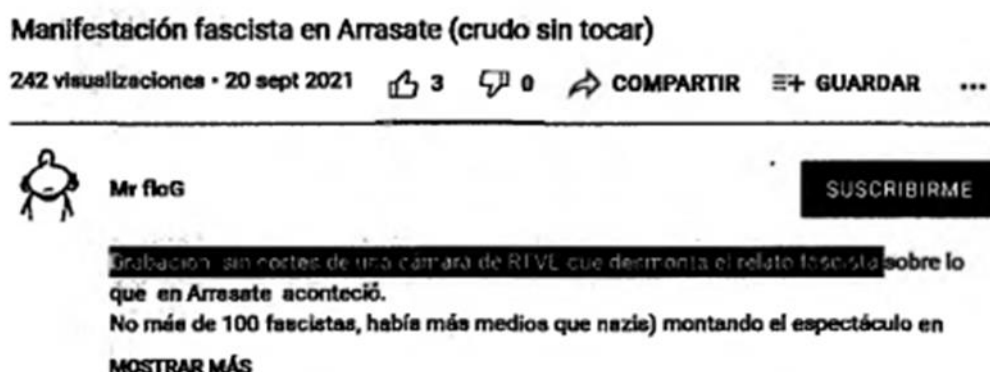 Manifestación fascista en Arrasate (crudo sin tocar)
242 visualizaciones • 20 sept 2021 3 0 COMPARTIR GUARDAR ...
Mr floG
SUSCRIBIRME
Grabación sin cortes de una cámara de RTVE que desmonta el relato fascista sobre lo
que en Arrasate aconteció.
No más de 100 fascistas, había más medios que nazis) montando el espectáculo en
MOSTRAR MÁS